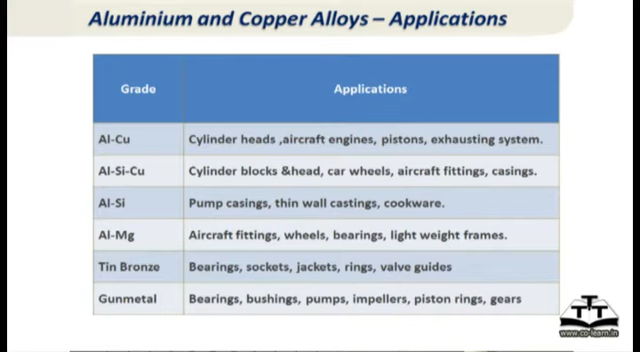 Aluminium and Copper Alloys – Applications
Grade Applications
Al-Cu Cylinder heads ,aircraft engines, pistons, exhausting system.
Al-Si-Cu Cylinder blocks &head, car wheels, aircraft fittings, casings.
Al-Si Pump casings, thin wall castings, cookware.
Al-Mg Aircraft fittings, wheels, bearings, light weight frames.
Tin Bronze Bearings, sockets, jackets, rings, valve guides
Gunmetal Bearings, bushings, pumps, impellers, piston rings, gears
TTT
www.co-learn.in